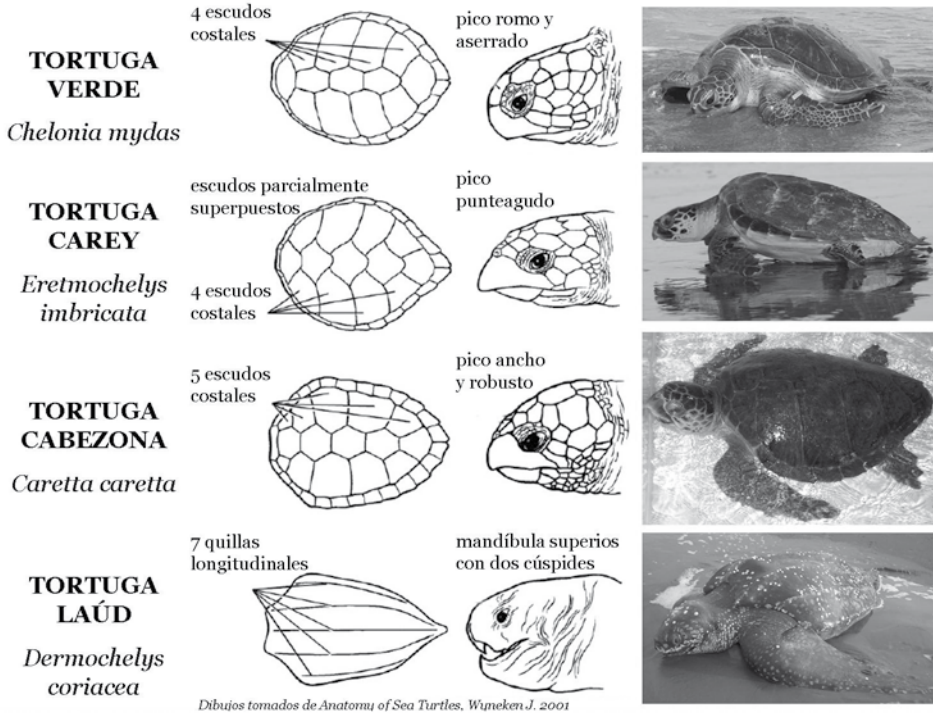 TORTUGA
VERDE
Chelonia mydas
4 escudos
costales
pico romo y
aserrado
TORTUGA
CAREY
Eretmochelys
imbricata
escudos parcialmente
superpuestos
4 escudos
costales
pico
punteagudo
TORTUGA
CABEZONA
Caretta caretta
5 escudos
costales
pico ancho
y robusto
TORTUGA
LAÚD
Dermochelys
coriacea
7 quillas
longitudinales
mandíbula superios
con dos cúspides
Dibujos tomados de Anatomy of Sea Turtles, Wyneken J. 2001